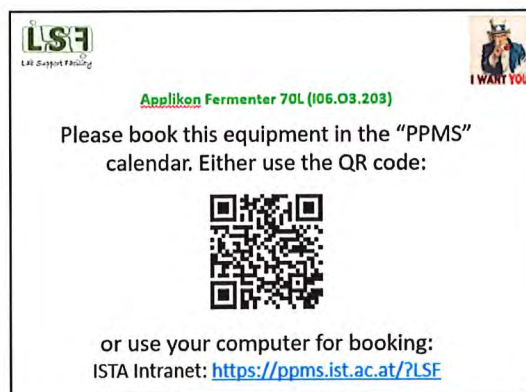 LSF
Lab Support Facility
I WANT YOU
Applikon Fermenter 70L (I06.O3.203)
Please book this equipment in the “PPMS”
calendar. Either use the QR code:
or use your computer for booking:
ISTA Intranet: https://ppms.ist.ac.at/?LSF